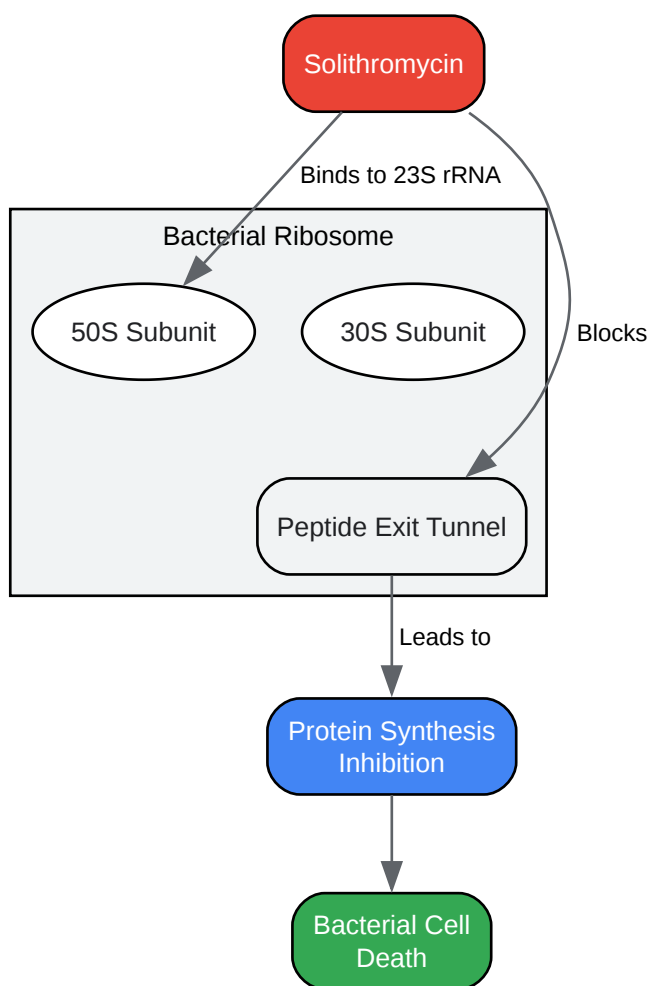 Solithromycin
Binds to 23S rRNA
Bacterial Ribosome
50S Subunit
30S Subunit
Blocks
Peptide Exit Tunnel
Leads to
Protein Synthesis
Inhibition
Bacterial Cell
Death